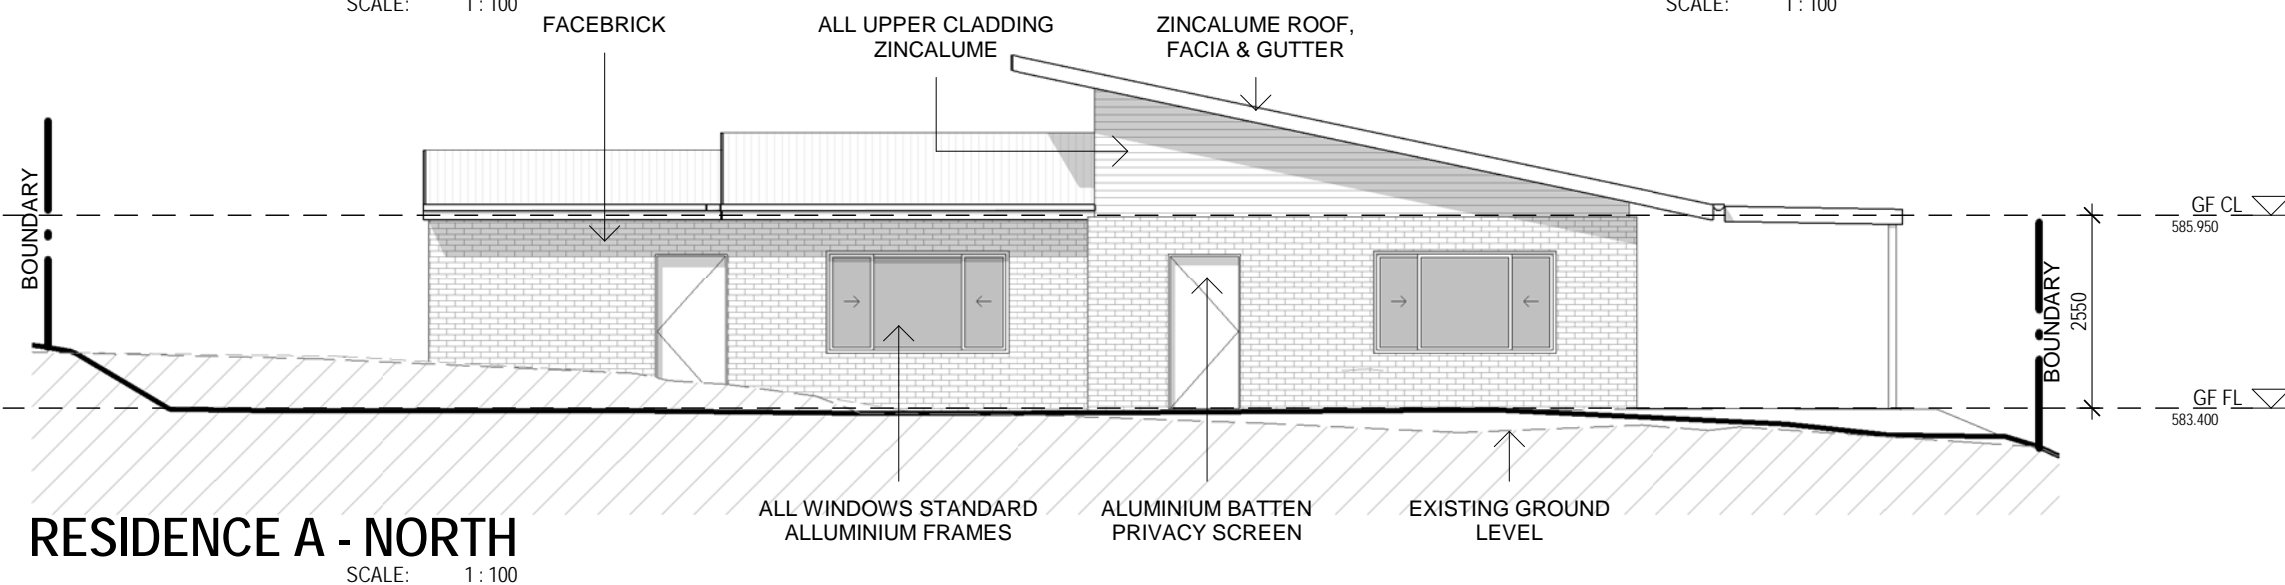 SCALE: 1 : 100
SCALE: 1 : 100
FACEBRICK
ALL UPPER CLADDING
ZINCALUME
ZINCALUME ROOF,
FACIA & GUTTER
BOUNDARY
GF CL
585.950
BOUNDARY
2550
GF FL
583.400
ALL WINDOWS STANDARD
ALLUMINIUM FRAMES
ALUMINIUM BATTEN
PRIVACY SCREEN
EXISTING GROUND
LEVEL
RESIDENCE A - NORTH
SCALE: 1 : 100